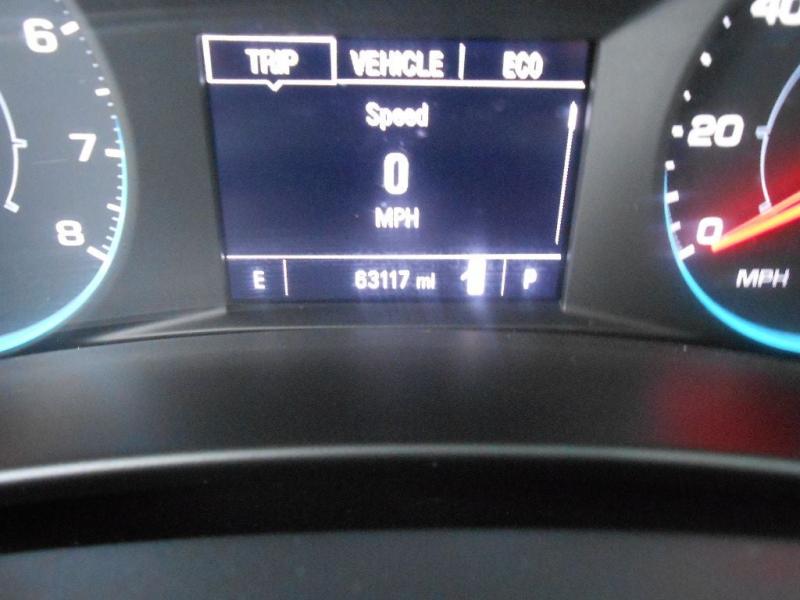 6
7
8
TRIP VEHICLE ECO
Speed
0
MPH
E 63117 mi P
40
20
0
MPH